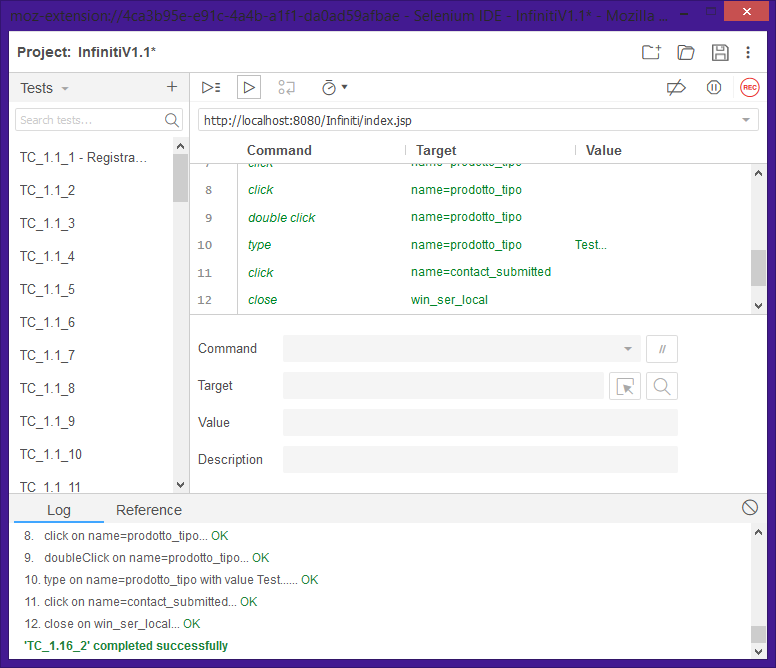 moz-extension://4ca3b95e-e91c-4a4b-a1f1-da0ad59afbae - Selenium IDE - InfinitiV1.1* - Mozilla ...
Project: InfinitiV1.1*
Tests
REC
Search tests...
http://localhost:8080/Infiniti/index.jsp
Command Target Value
7 click name=prodotto_tipo
8 click name=prodotto_tipo
9 double click name=prodotto_tipo
10 type name=prodotto_tipo Test...
11 click name=contact_submitted
12 close win_ser_local
TC_1.1_1 - Registra...
TC_1.1_2
TC_1.1_3
TC_1.1_4
TC_1.1_5
TC_1.1_6
TC_1.1_7
TC_1.1_8
TC_1.1_9
TC_1.1_10
TC_1.1_11
Command //
Target
Value
Description
Log Reference
8. click on name=prodotto_tipo... OK
9. doubleClick on name=prodotto_tipo... OK
10. type on name=prodotto_tipo with value Test...... OK
11. click on name=contact_submitted... OK
12. close on win_ser_local... OK
'TC_1.16_2' completed successfully